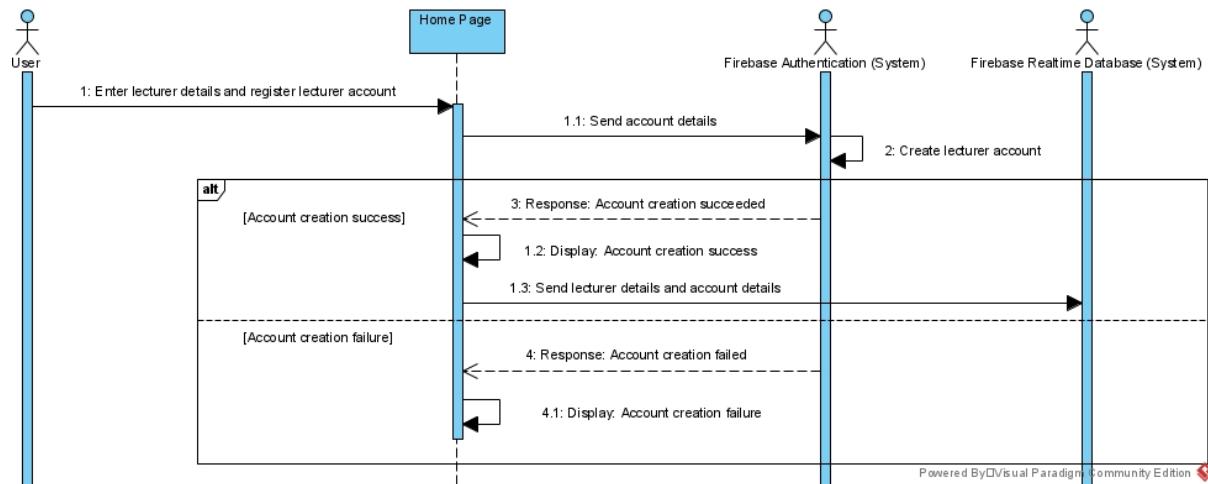 Home Page
User
Firebase Authentication (System)
Firebase Realtime Database (System)
1: Enter lecturer details and register lecturer account
1.1: Send account details
2: Create lecturer account
alt
3: Response: Account creation succeeded
[Account creation success]
1.2: Display: Account creation success
1.3: Send lecturer details and account details
[Account creation failure]
4: Response: Account creation failed
4.1: Display: Account creation failure
Powered By□Visual Paradigm Community Edition